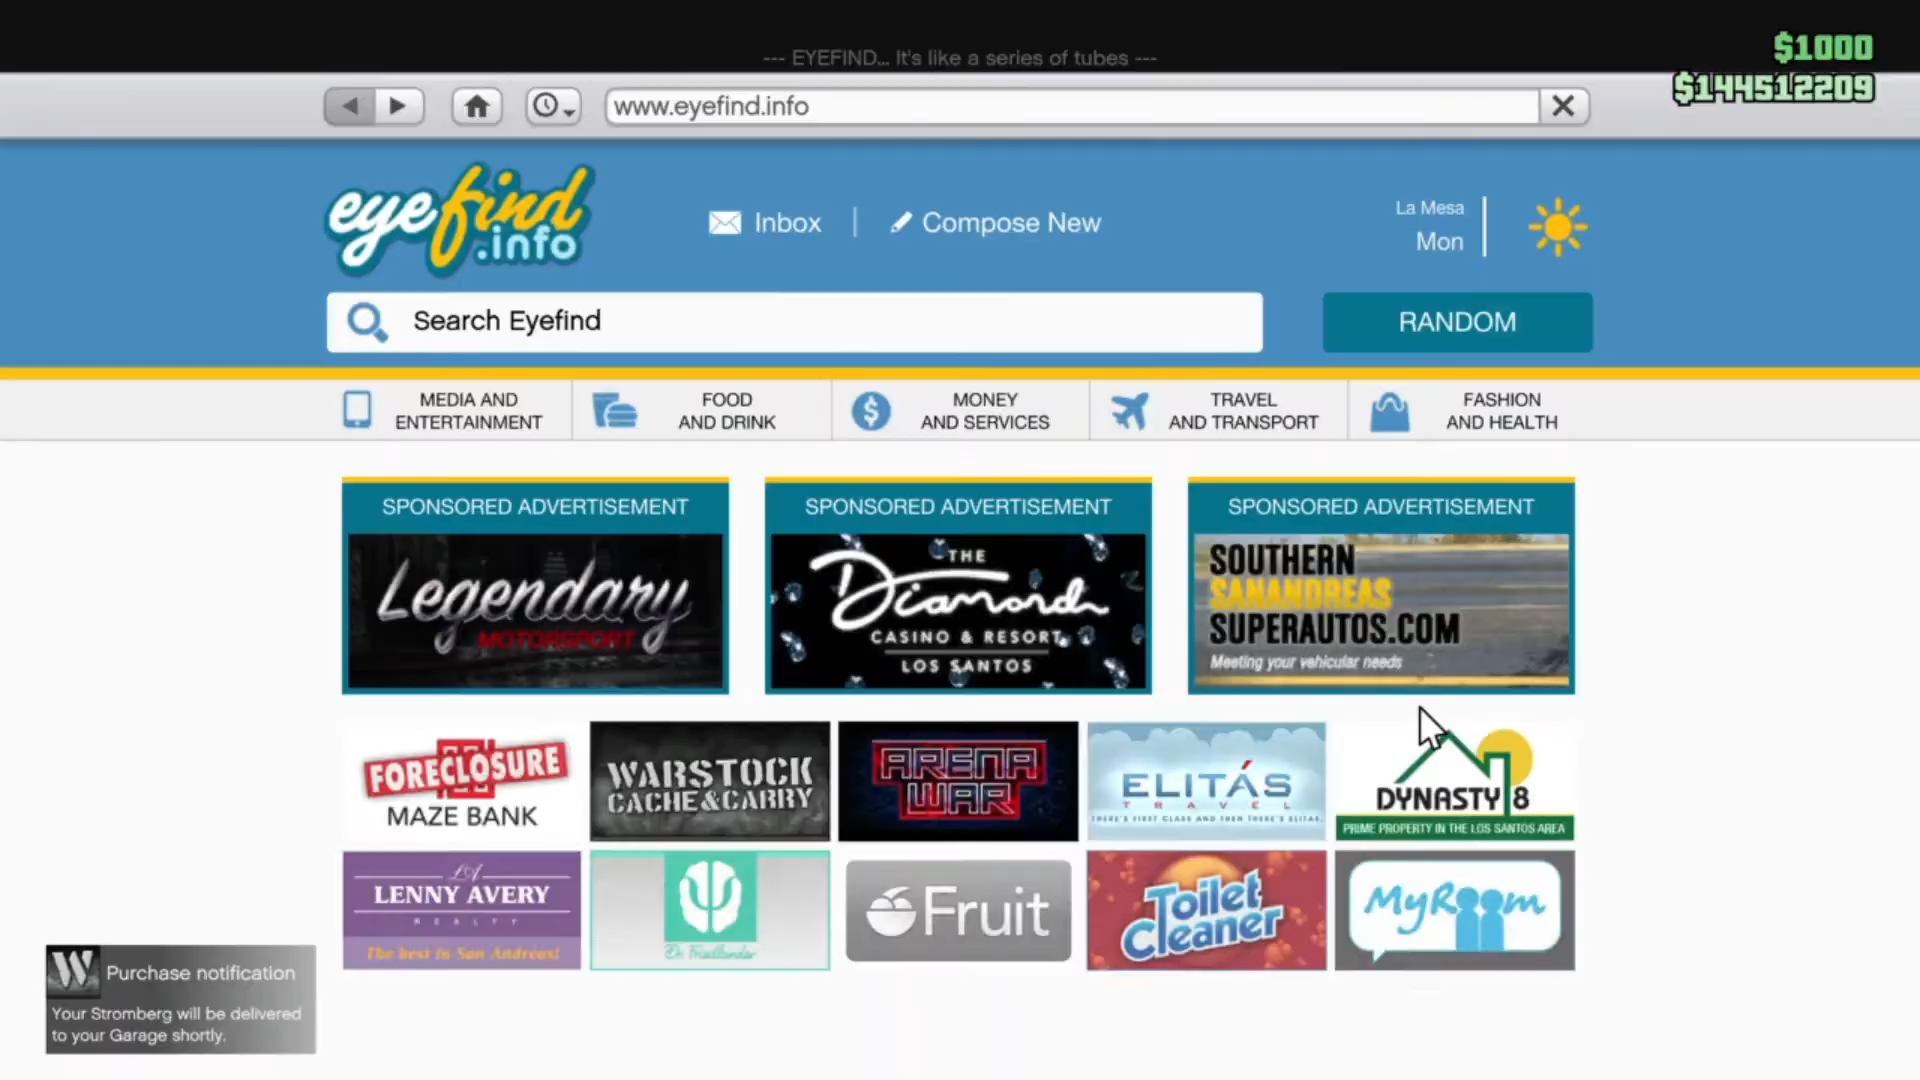 --- EYEFIND... It's like a series of tubes ---
$1000
$144512209
www.eyefind.info
eyefind
.info
Inbox
Compose New
La Mesa
Mon
Search Eyefind
RANDOM
MEDIA AND
ENTERTAINMENT
FOOD
AND DRINK
MONEY
AND SERVICES
TRAVEL
AND TRANSPORT
FASHION
AND HEALTH
SPONSORED ADVERTISEMENT
Legendary
MOTORSPORT
SPONSORED ADVERTISEMENT
THE
Diamond
CASINO & RESORT
LOS SANTOS
SPONSORED ADVERTISEMENT
SOUTHERN
SANANDREAS
SUPERAUTOS.COM
Meeting your vehicular needs
FORECLOSURE
MAZE BANK
WARSTOCK
CACHE&CARRY
ARENA
WAR
ELITÁS
TRAVEL
THERE'S FIRST CLASS AND THEN THERE'S ELITAS.
DYNASTY 8
PRIME PROPERTY IN THE LOS SANTOS AREA
LA
LENNY AVERY
REALTY
The best in San Andreas!
Dr Friedlander
Fruit
Toilet
Cleaner
MyRoom
W
Purchase notification
Your Stromberg will be delivered
to your Garage shortly.